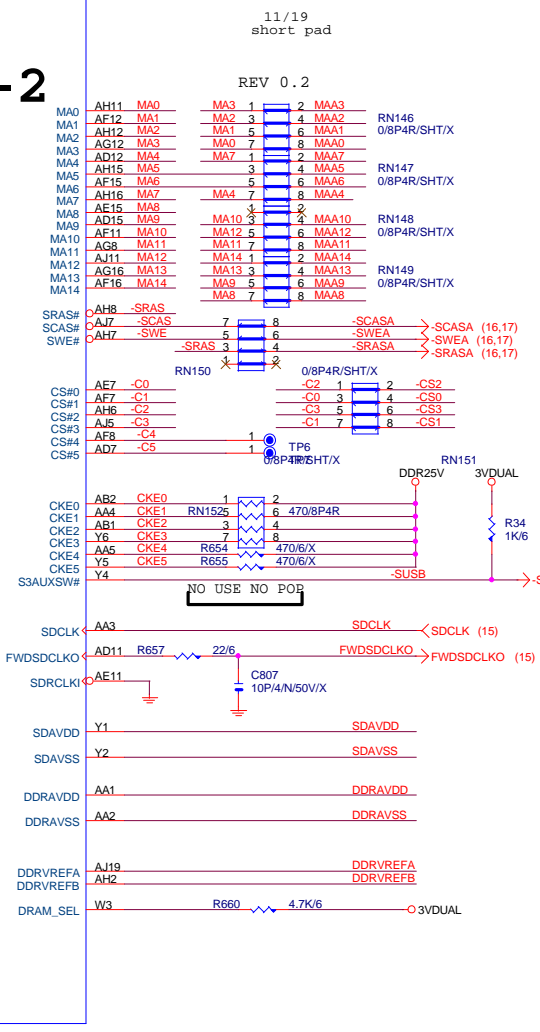 11/19
short pad
-2
REV 0.2
MA0 AH11 MA0 MA3 1 2 MAA3
MA1 AF12 MA1 MA2 3 4 MAA2 RN146
MA2 AH12 MA2 MA1 5 6 MAA1 0/8P4R/SHT/X
MA3 AG12 MA3 MA0 7 8 MAA0
MA4 AD12 MA4 MA7 1 2 MAA7
MA5 AH15 MA5 3 4 MAA5 RN147
MA6 AF15 MA6 5 6 MAA6 0/8P4R/SHT/X
MA7 AH16 MA7 MA4 7 8 MAA4
MA8 AE15 MA8 1 2
MA9 AD15 MA9 MA10 3 4 MAA10 RN148
MA10 AF11 MA10 MA12 5 6 MAA12 0/8P4R/SHT/X
MA11 AG8 MA11 MA11 7 8 MAA11
MA12 AJ11 MA12 MA14 1 2 MAA14
MA13 AG16 MA13 MA13 3 4 MAA13 RN149
MA14 AF16 MA14 MA9 5 6 MAA9 0/8P4R/SHT/X
MA8 7 8 MAA8
SRAS# AH8 -SRAS
SCAS# AJ7 -SCAS 7 8 -SCASA -SCASA (16,17)
SWE# AH7 -SWE 5 6 -SWEA -SWEA (16,17)
-SRAS 3 4 -SRASA -SRASA (16,17)
RN150 1 2 0/8P4R/SHT/X
CS#0 AE7 -C0 -C2 1 2 -CS2
CS#1 AF7 -C1 -C0 3 4 -CS0
CS#2 AH6 -C2 -C3 5 6 -CS3
CS#3 AJ5 -C3 -C1 7 8 -CS1
CS#4 AF8 -C4 1 TP6
CS#5 AD7 -C5 1 0/8P4R/SHT/X RN151
DDR25V 3VDUAL
CKE0 AB2 CKE0 1 2
CKE1 AA4 CKE1 RN152 5 6 470/8P4R
CKE2 AB1 CKE2 3 4
CKE3 Y6 CKE3 7 8
CKE4 AA5 CKE4 R654 470/6/X
CKE5 Y5 CKE5 R655 470/6/X
R34
1K/6
S3AUXSW# Y4 -SUSB
NO USE NO POP
SDCLK AA3 SDCLK SDCLK (15)
FWDSDCLKO AD11 R657 22/6 FWDSDCLKO FWDSDCLKO (15)
SDRCLKI AE11
C807
10P/4/N/50V/X
SDAVDD Y1 SDAVDD
SDAVSS Y2 SDAVSS
DDRAVDD AA1 DDRAVDD
DDRAVSS AA2 DDRAVSS
DDRVREFA AJ19 DDRVREFA
DDRVREFB AH2 DDRVREFB
DRAM_SEL W3 R660 4.7K/6 3VDUAL